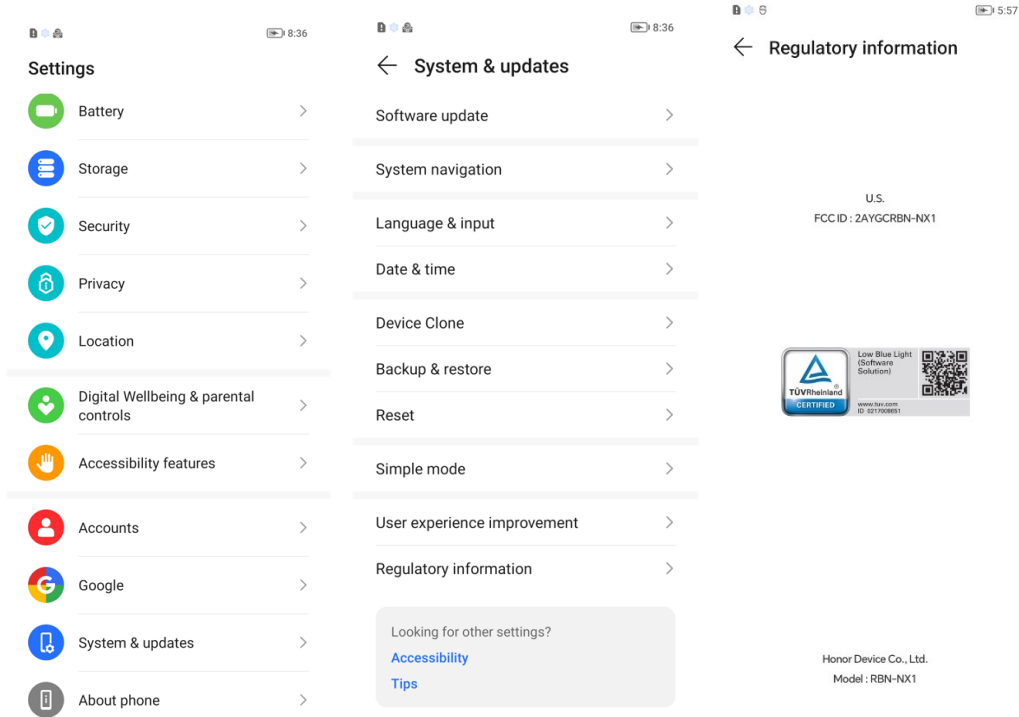 8:36
Settings
Battery
Storage
Security
Privacy
Location
Digital Wellbeing & parental
controls
Accessibility features
Accounts
Google
System & updates
About phone
8:36
System & updates
Software update
System navigation
Language & input
Date & time
Device Clone
Backup & restore
Reset
Simple mode
User experience improvement
Regulatory information
Looking for other settings?
Accessibility
Tips
5:57
Regulatory information
U.S.
FCC ID : 2AYGCRBN-NX1
TÜVRheinland®
CERTIFIED
Low Blue Light
(Software
Solution)
www.tuv.com
ID 0217008651
Honor Device Co., Ltd.
Model : RBN-NX1